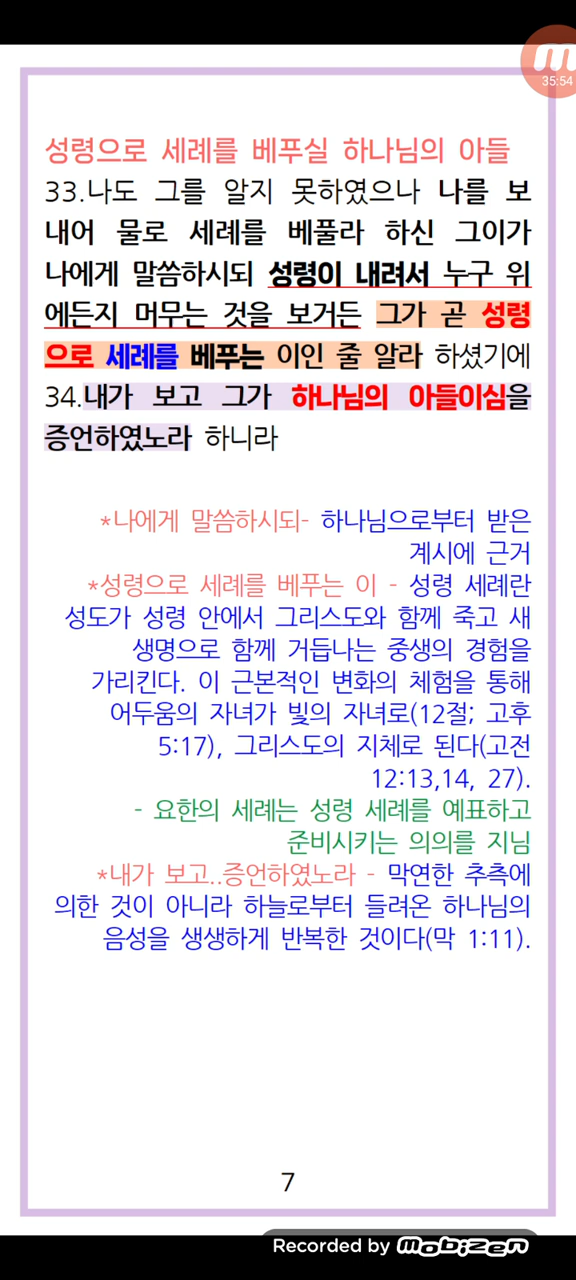 35:54
성령으로 세례를 베푸실 하나님의 아들
33.나도 그를 알지 못하였으나 나를 보
내어 물로 세례를 베풀라 하신 그이가
나에게 말씀하시되 성령이 내려서 누구 위
에든지 머무는 것을 보거든 그가 곧 성령
으로 세례를 베푸는 이인 줄 알라 하셨기에
34.내가 보고 그가 하나님의 아들이심을
증언하였노라 하니라
*나에게 말씀하시되- 하나님으로부터 받은
계시에 근거
*성령으로 세례를 베푸는 이 - 성령 세례란
성도가 성령 안에서 그리스도와 함께 죽고 새
생명으로 함께 거듭나는 중생의 경험을
가리킨다. 이 근본적인 변화의 체험을 통해
어두움의 자녀가 빛의 자녀로(12절; 고후
5:17), 그리스도의 지체로 된다(고전
12:13,14, 27).
- 요한의 세례는 성령 세례를 예표하고
준비시키는 의의를 지님
*내가 보고..증언하였노라 - 막연한 추측에
의한 것이 아니라 하늘로부터 들려온 하나님의
음성을 생생하게 반복한 것이다(막 1:11).
7
Recorded by mobizen